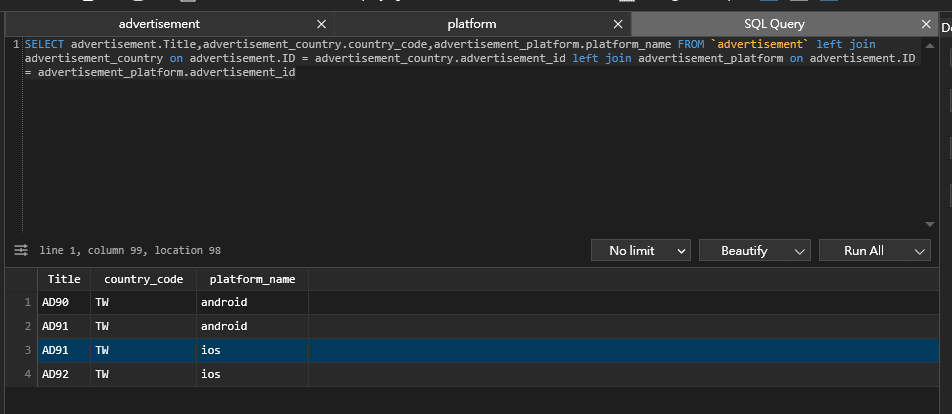 advertisement
platform
SQL Query
1 SELECT advertisement.Title,advertisement_country.country_code,advertisement_platform.platform_name FROM `advertisement` left join
advertisement_country on advertisement.ID = advertisement_country.advertisement_id left join advertisement_platform on advertisement.ID
= advertisement_platform.advertisement_id
line 1, column 99, location 98
No limit
Beautify
Run All
Title country_code platform_name
1 AD90 TW android
2 AD91 TW android
3 AD91 TW ios
4 AD92 TW ios